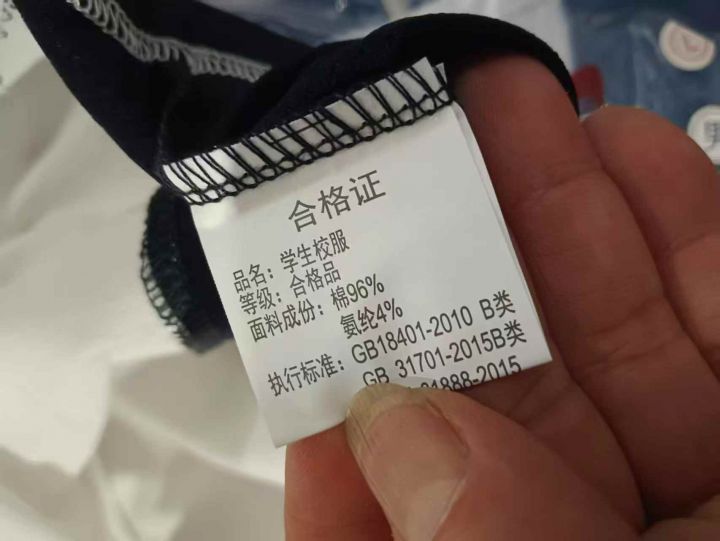 合格证
品名：学生校服
等级：合格品
面料成份：棉96%
氨纶4%
执行标准：GB18401-2010 B类
GB 31701-2015B类
31888-2015